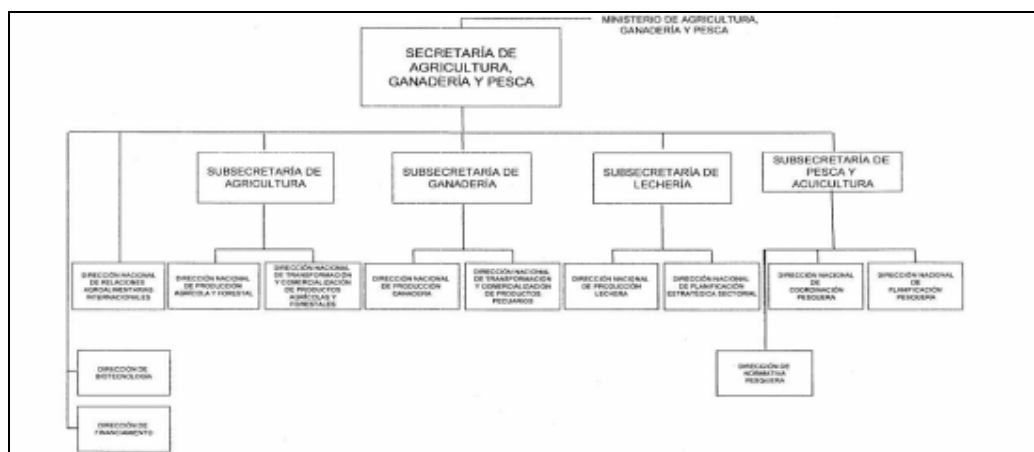 MINISTERIO DE AGRICULTURA,
GANADERÍA Y PESCA
SECRETARÍA DE
AGRICULTURA,
GANADERÍA Y PESCA
SUBSECRETARÍA DE
AGRICULTURA
SUBSECRETARÍA DE
GANADERÍA
SUBSECRETARÍA DE
LECHERÍA
SUBSECRETARÍA DE
PESCA Y
ACUICULTURA
DIRECCIÓN NACIONAL
DE RELACIONES
AGROALIMENTARIAS
INTERNACIONALES
DIRECCIÓN NACIONAL
DE PRODUCCIÓN
AGRÍCOLA Y FORESTAL
DIRECCIÓN NACIONAL
DE TRANSFORMACIÓN
Y COMERCIALIZACIÓN
DE PRODUCTOS
AGRÍCOLAS Y
FORESTALES
DIRECCIÓN NACIONAL
DE PRODUCCIÓN
GANADERA
DIRECCIÓN NACIONAL
DE TRANSFORMACIÓN
Y COMERCIALIZACIÓN
DE PRODUCTOS
PECUARIOS
DIRECCIÓN NACIONAL
DE PRODUCCIÓN
LECHERA
DIRECCIÓN NACIONAL
DE PLANIFICACIÓN
ESTRATÉGICA SECTORIAL
DIRECCIÓN NACIONAL
DE
COORDINACIÓN
PESQUERA
DIRECCIÓN NACIONAL
DE
PLANIFICACIÓN
PESQUERA
DIRECCIÓN DE
BIOTECNOLOGÍA
DIRECCIÓN DE
NORMATIVA
PESQUERA
DIRECCIÓN DE
FINANCIAMIENTO